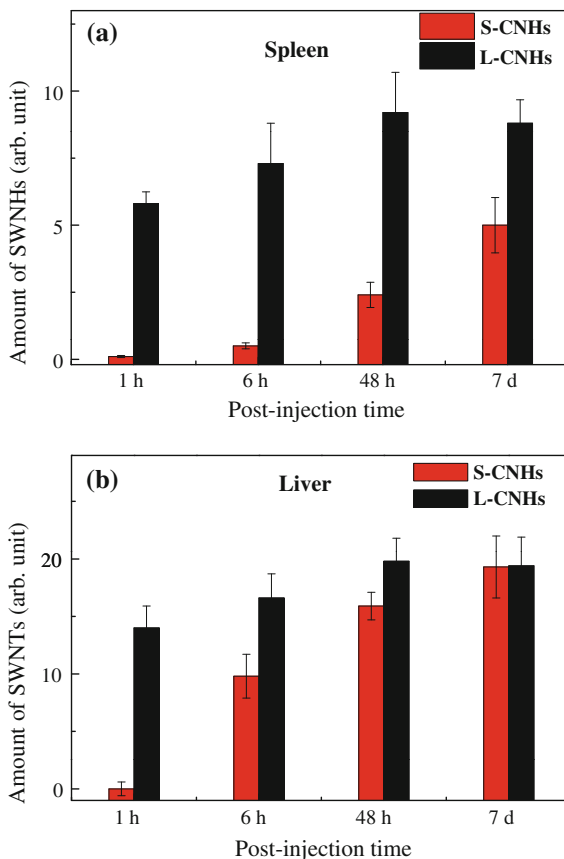 (a)
Spleen
S-CNHs
L-CNHs
Amount of SWNHs (arb. unit)
10
5
0
1 h 6 h 48 h 7 d
Post-injection time
(b)
Liver
S-CNHs
L-CNHs
Amount of SWNTs (arb. unit)
20
10
0
1 h 6 h 48 h 7 d
Post-injection time